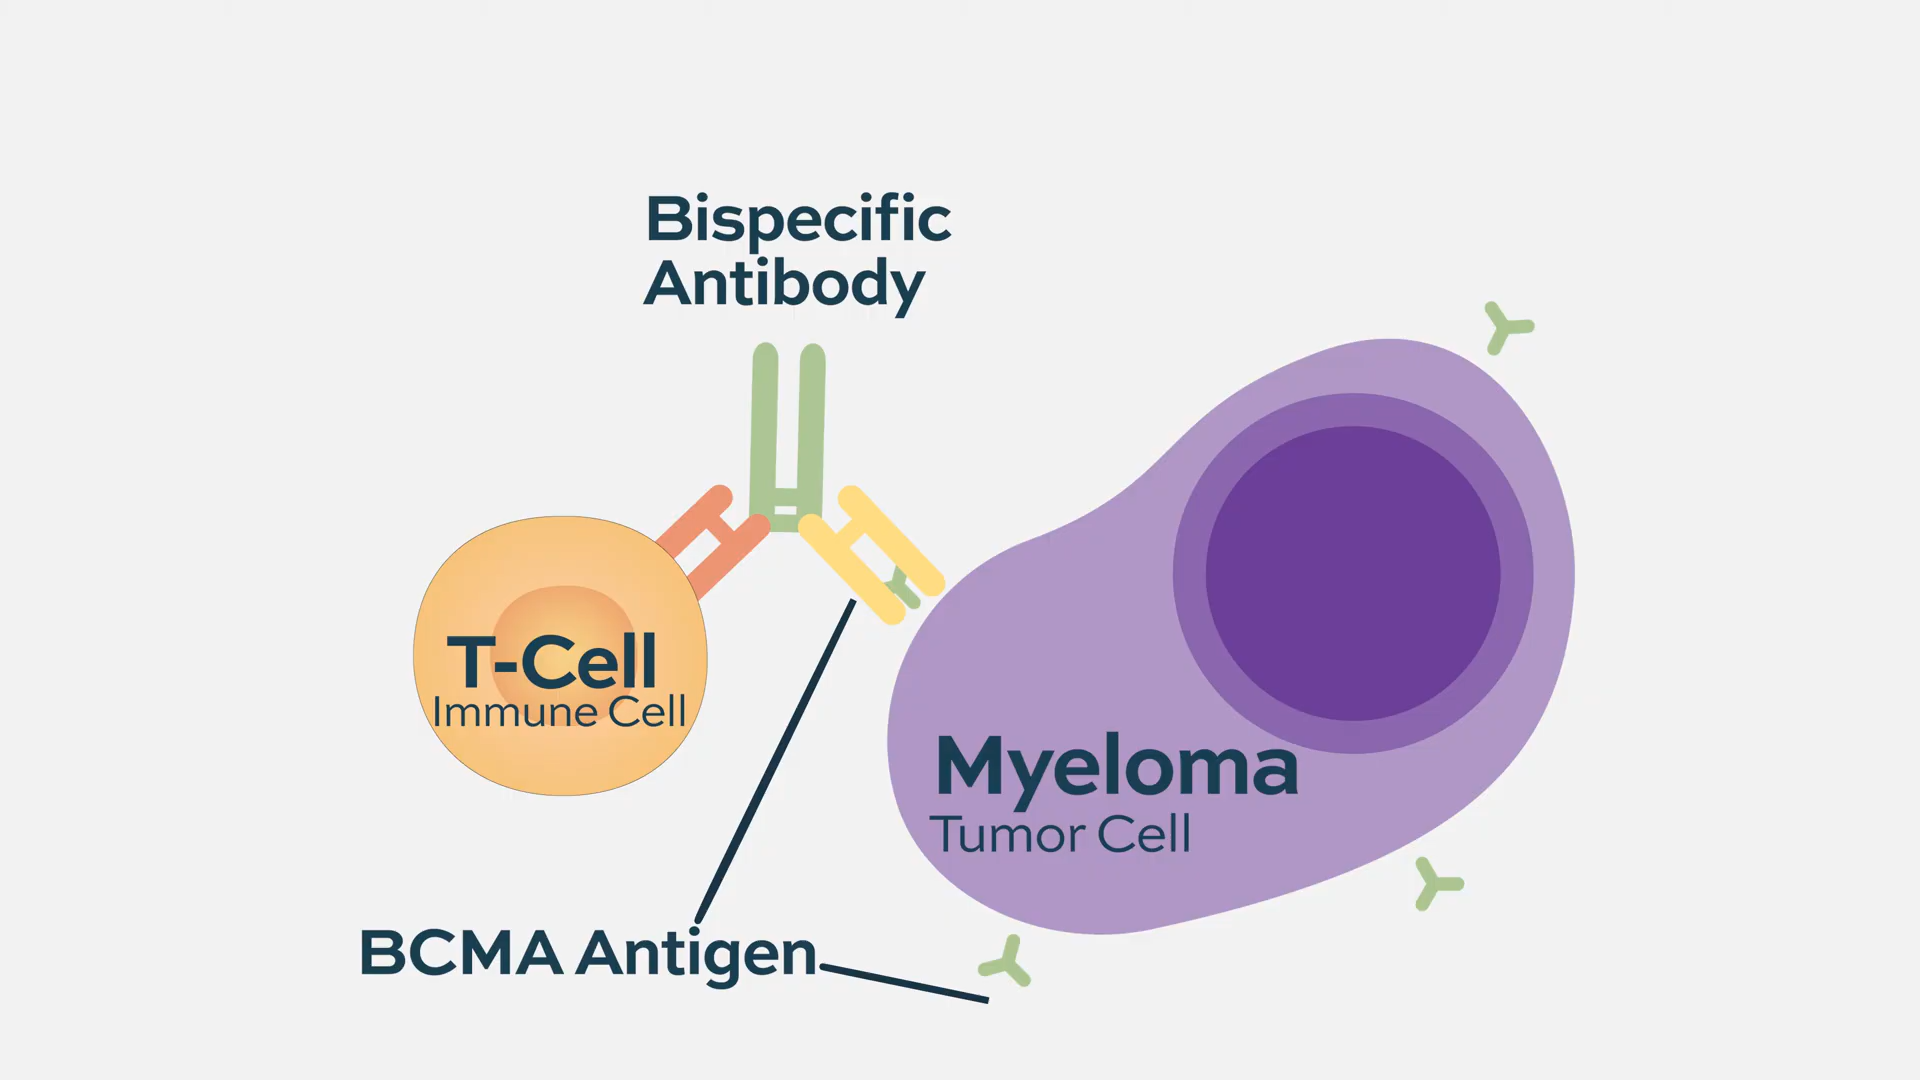 Bispecific
Antibody
T-Cell
Immune Cell
Myeloma
Tumor Cell
BCMA Antigen